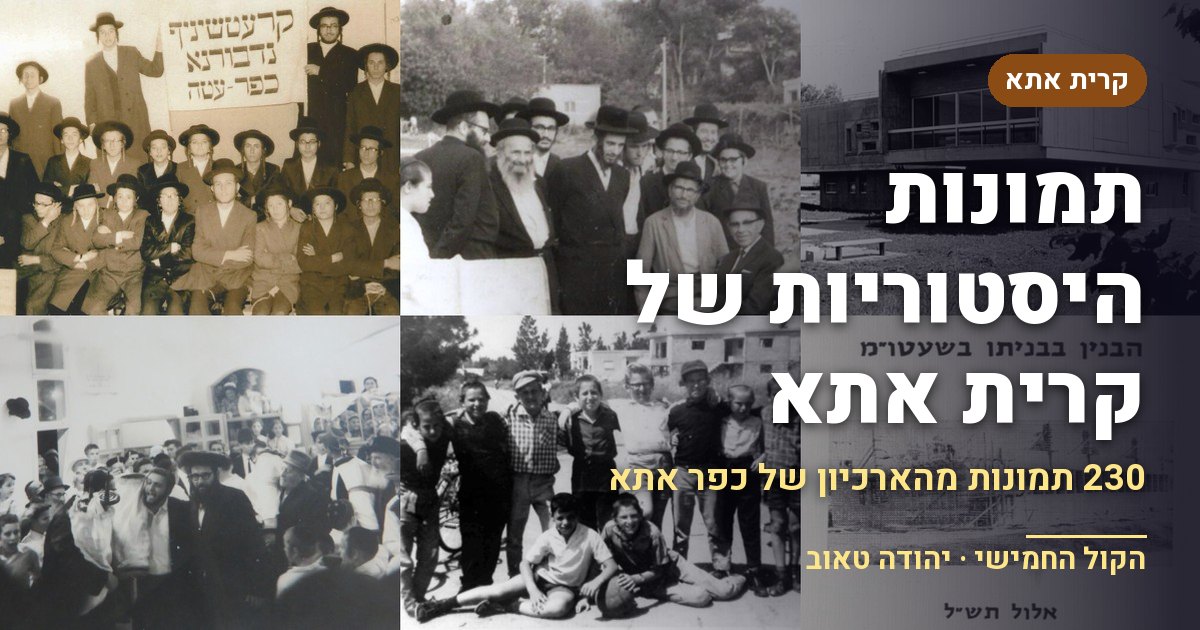 קרעטשיניף
נדבורנא
כפר-עטה
קרית אתא
תמונות
היסטוריות של
קרית אתא
230 תמונות מהארכיון של כפר אתא
הקול החמישי · יהודה טאוב
הבנין בבניתו בשעטו״מ
אלול תש״ל